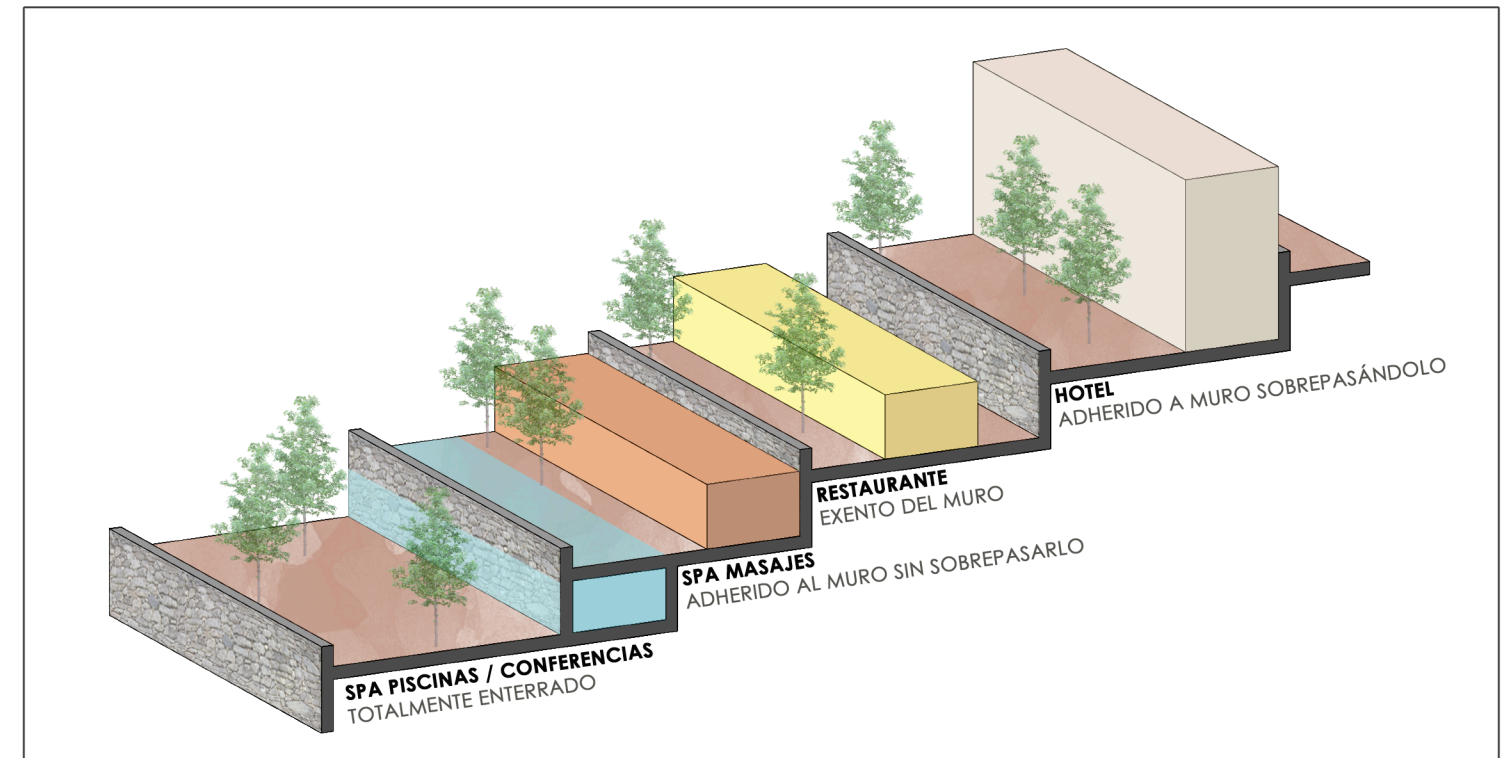 HOTEL
ADHERIDO A MURO SOBREPASÁNDOLO
RESTAURANTE
EXENTO DEL MURO
SPA MASAJES
ADHERIDO AL MURO SIN SOBREPASARLO
SPA PISCINAS / CONFERENCIAS
TOTALMENTE ENTERRADO